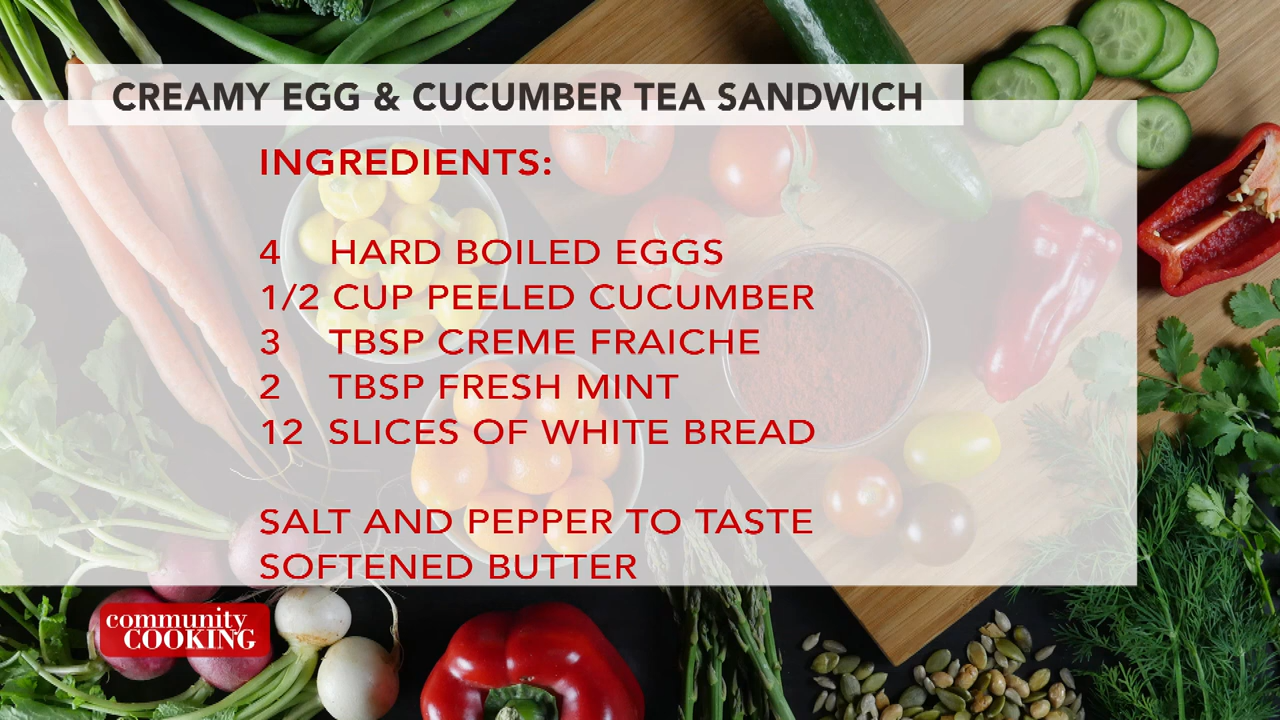 CREAMY EGG & CUCUMBER TEA SANDWICH
INGREDIENTS:
4 HARD BOILED EGGS
1/2 CUP PEELED CUCUMBER
3 TBSP CREME FRAICHE
2 TBSP FRESH MINT
12 SLICES OF WHITE BREAD
SALT AND PEPPER TO TASTE
SOFTENED BUTTER
community
COOKING